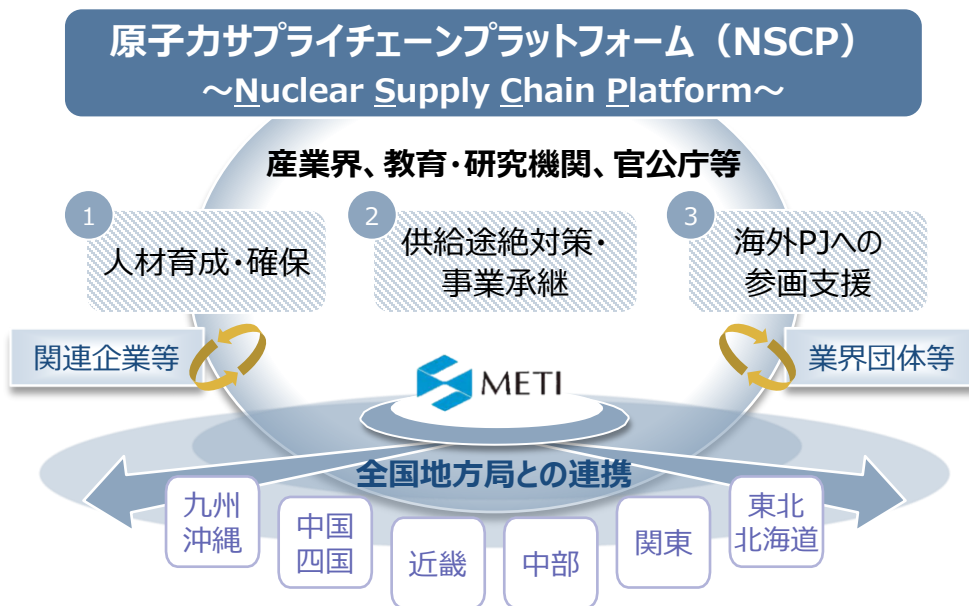 原子力サプライチェーンプラットフォーム（NSCP）
～Nuclear Supply Chain Platform～
産業界、教育・研究機関、官公庁等
1
人材育成・確保
2
供給途絶対策・
事業承継
3
海外PJへの
参画支援
関連企業等
業界団体等
METI
全国地方局との連携
九州
沖縄
中国
四国
近畿
中部
関東
東北
北海道